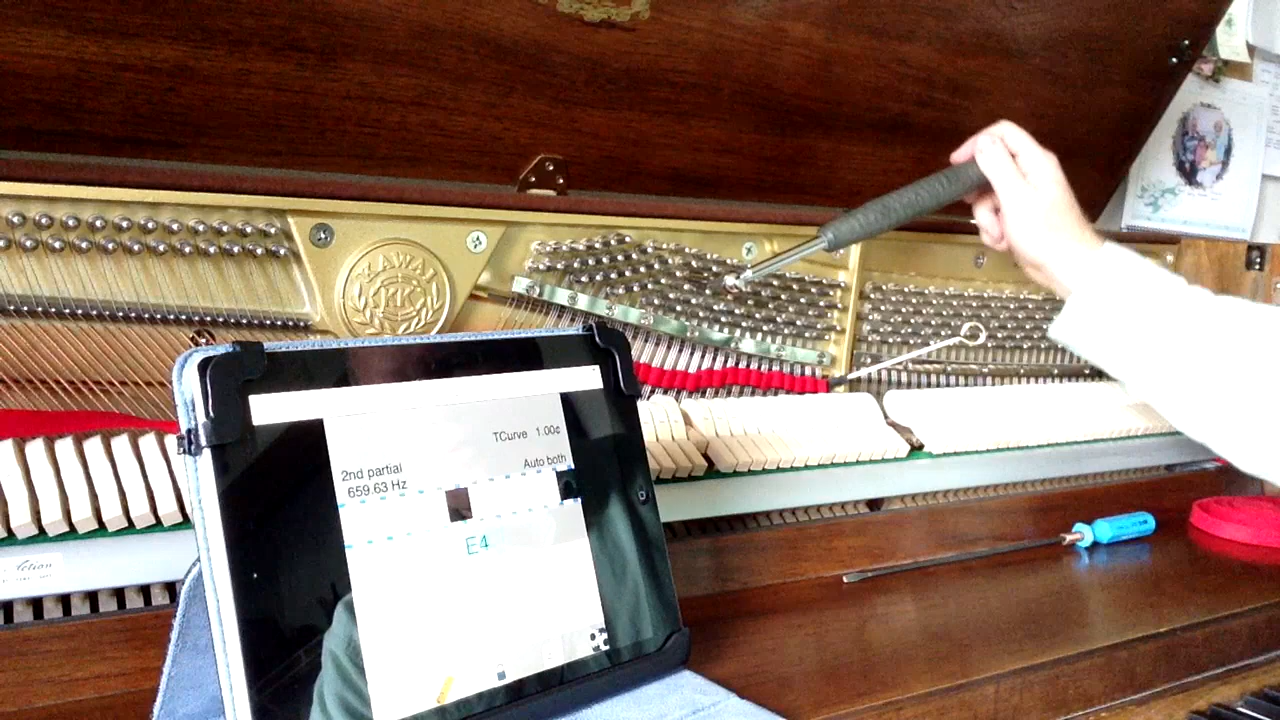 KAWAI
KK
TCurve 1.00¢
2nd partial
Auto both
659.63 Hz
E4